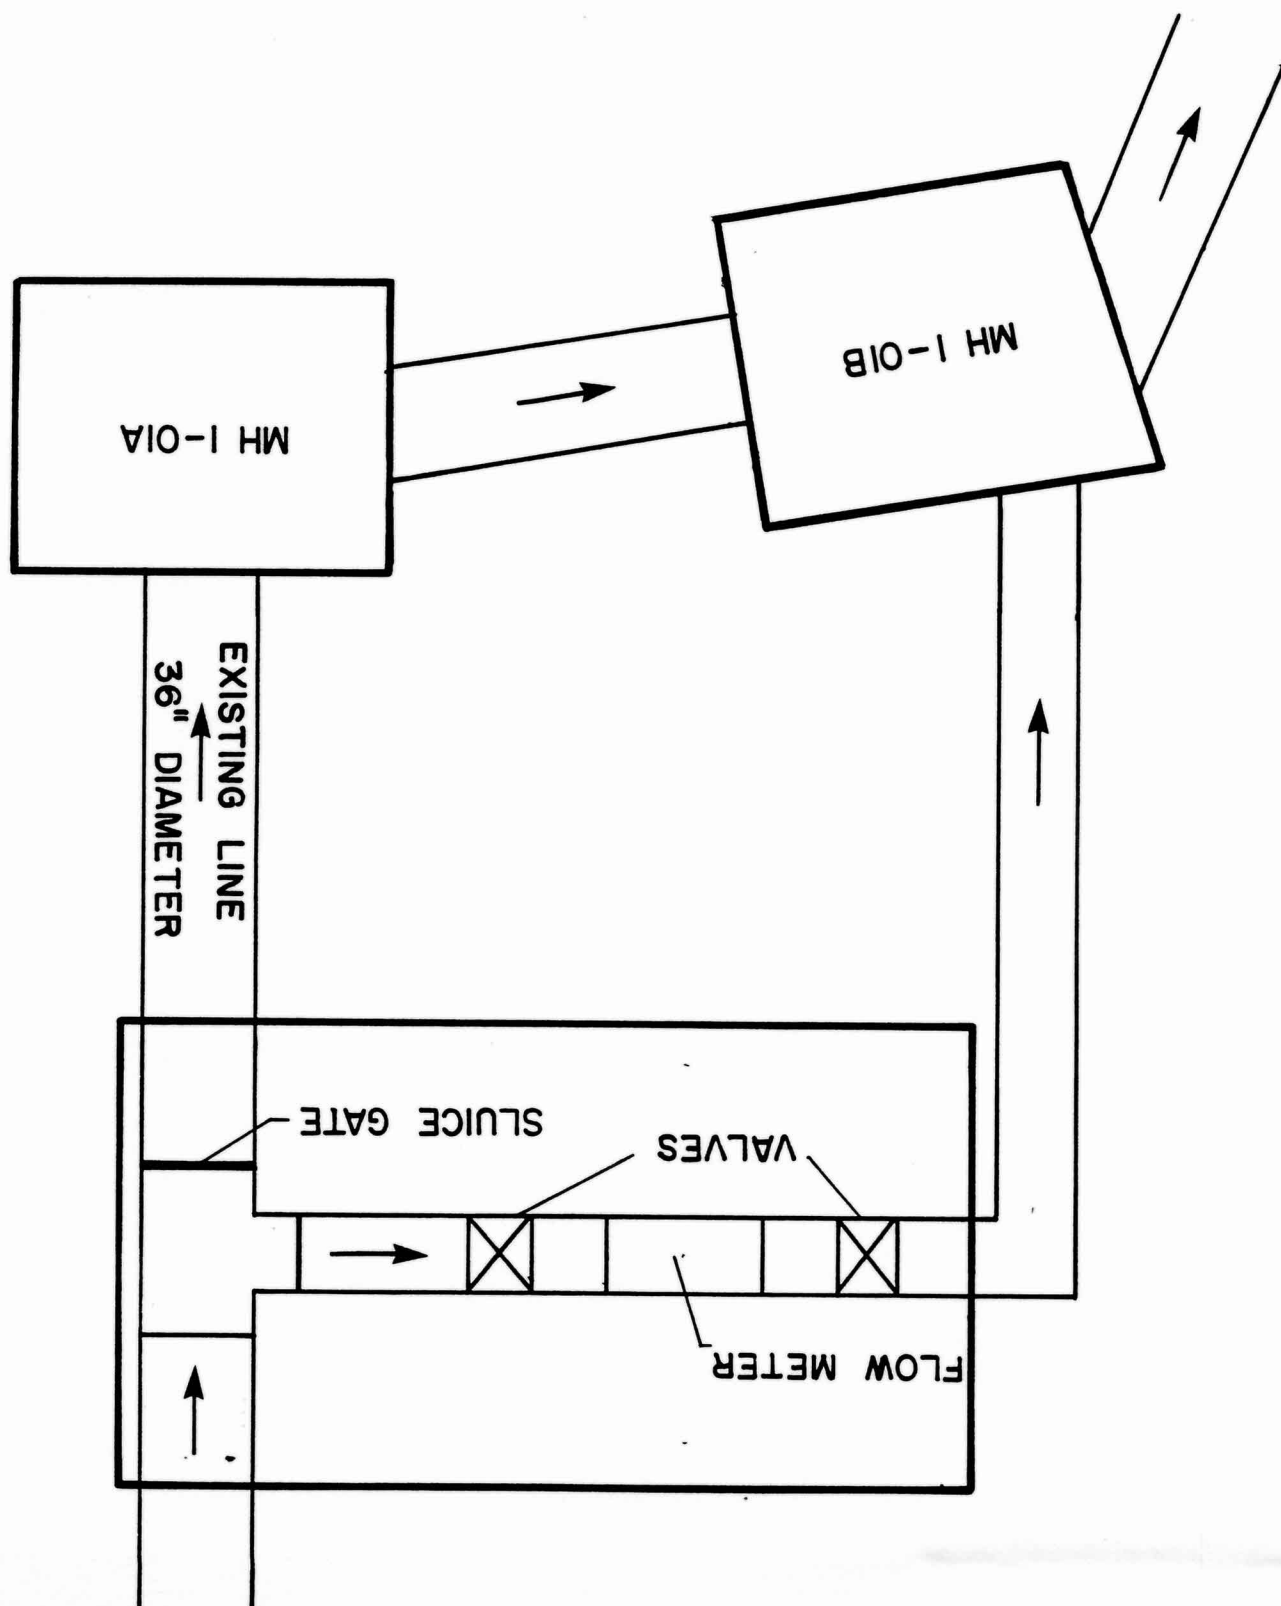 MH 1-01B
MH 1-01A
EXISTING LINE
36" DIAMETER
SLUICE GATE
VALVES
FLOW METER